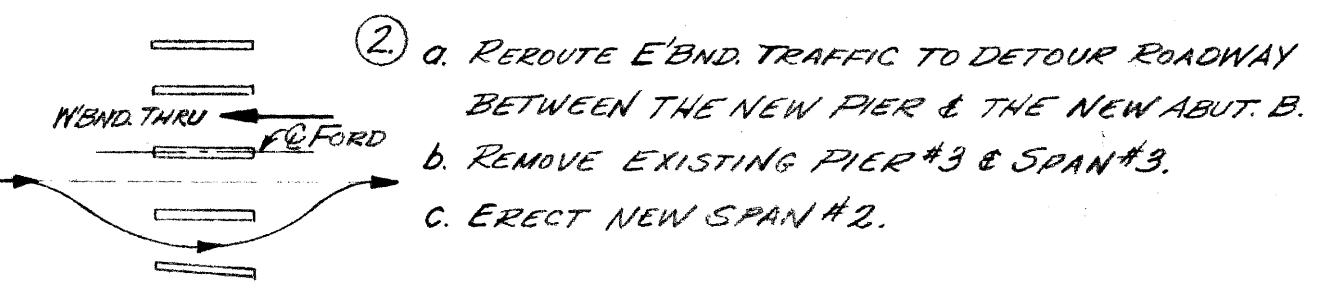 2. a. REROUTE E'BND. TRAFFIC TO DETOUR ROADWAY
BETWEEN THE NEW PIER & THE NEW ABUT. B.
W'BND. THRU
℄ FORD
b. REMOVE EXISTING PIER #3 & SPAN #3.
c. ERECT NEW SPAN #2.